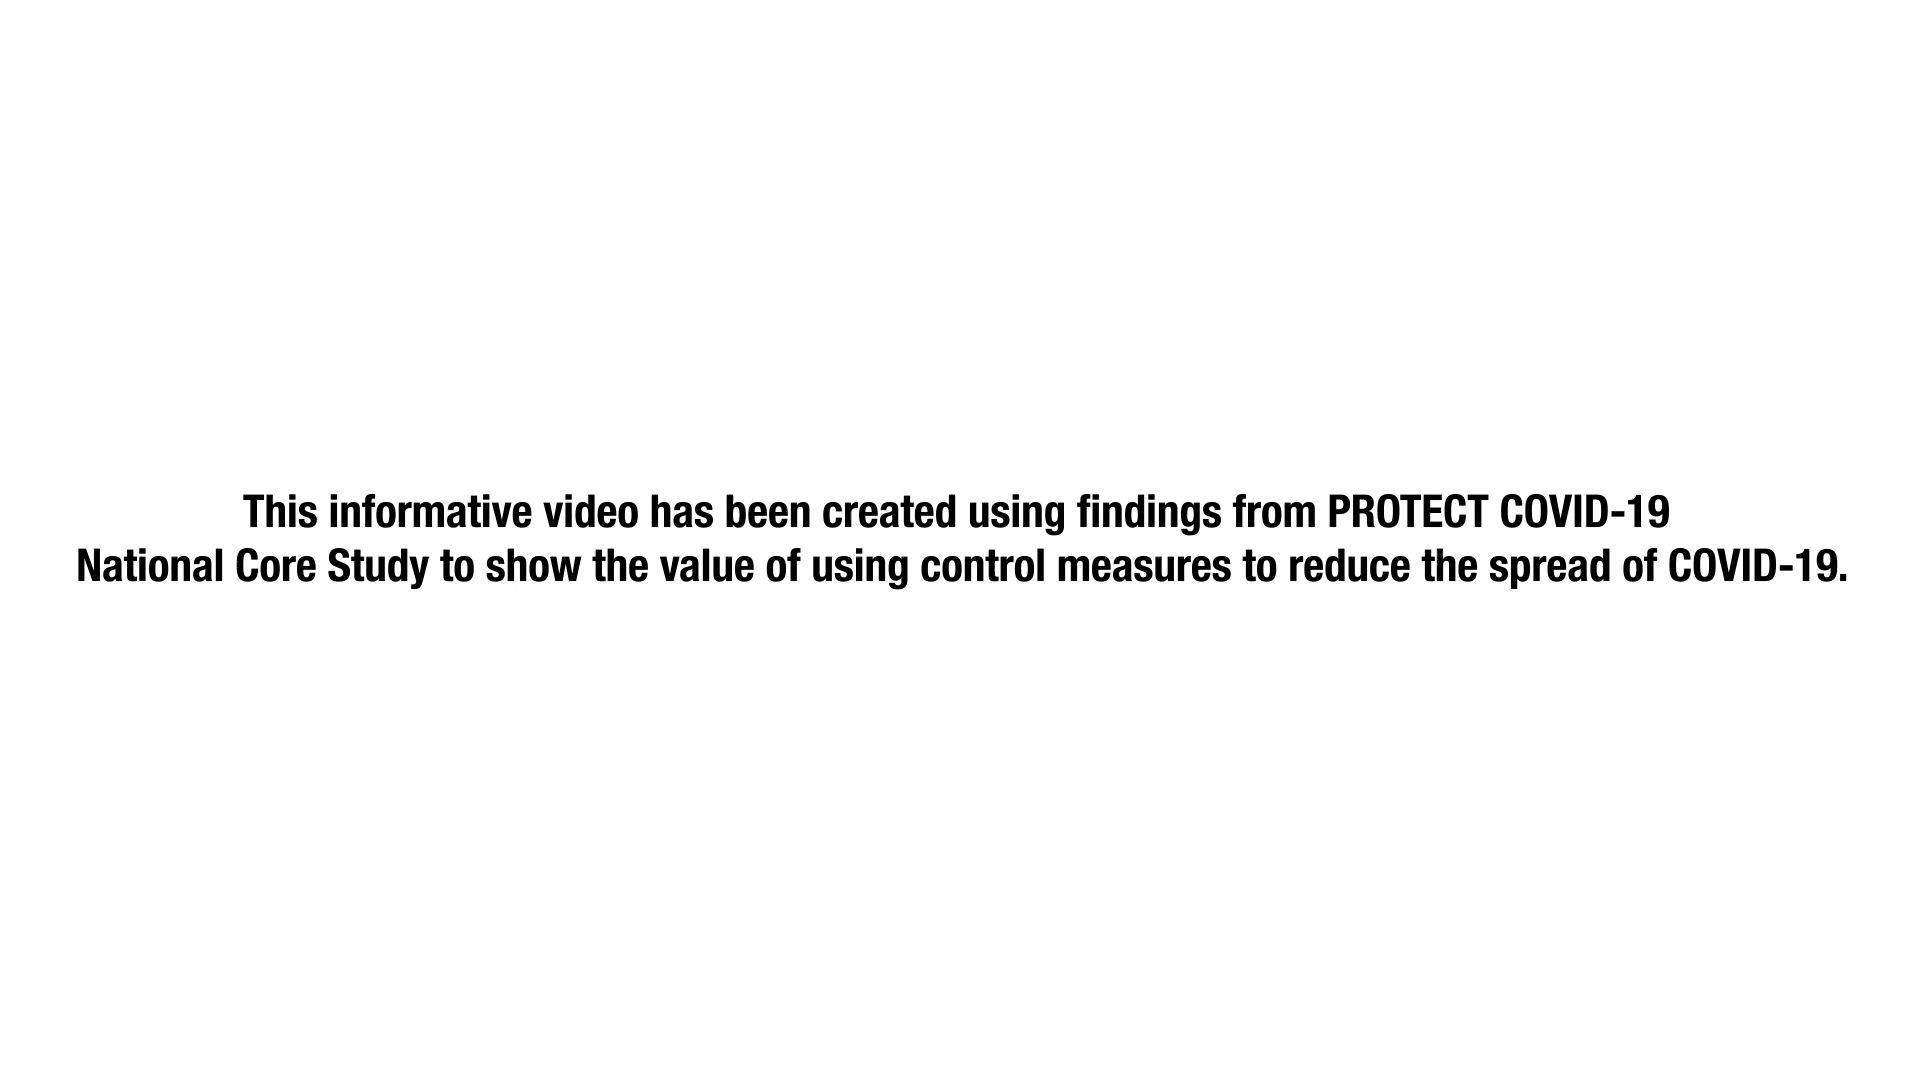 This informative video has been created using findings from PROTECT COVID-19
National Core Study to show the value of using control measures to reduce the spread of COVID-19.